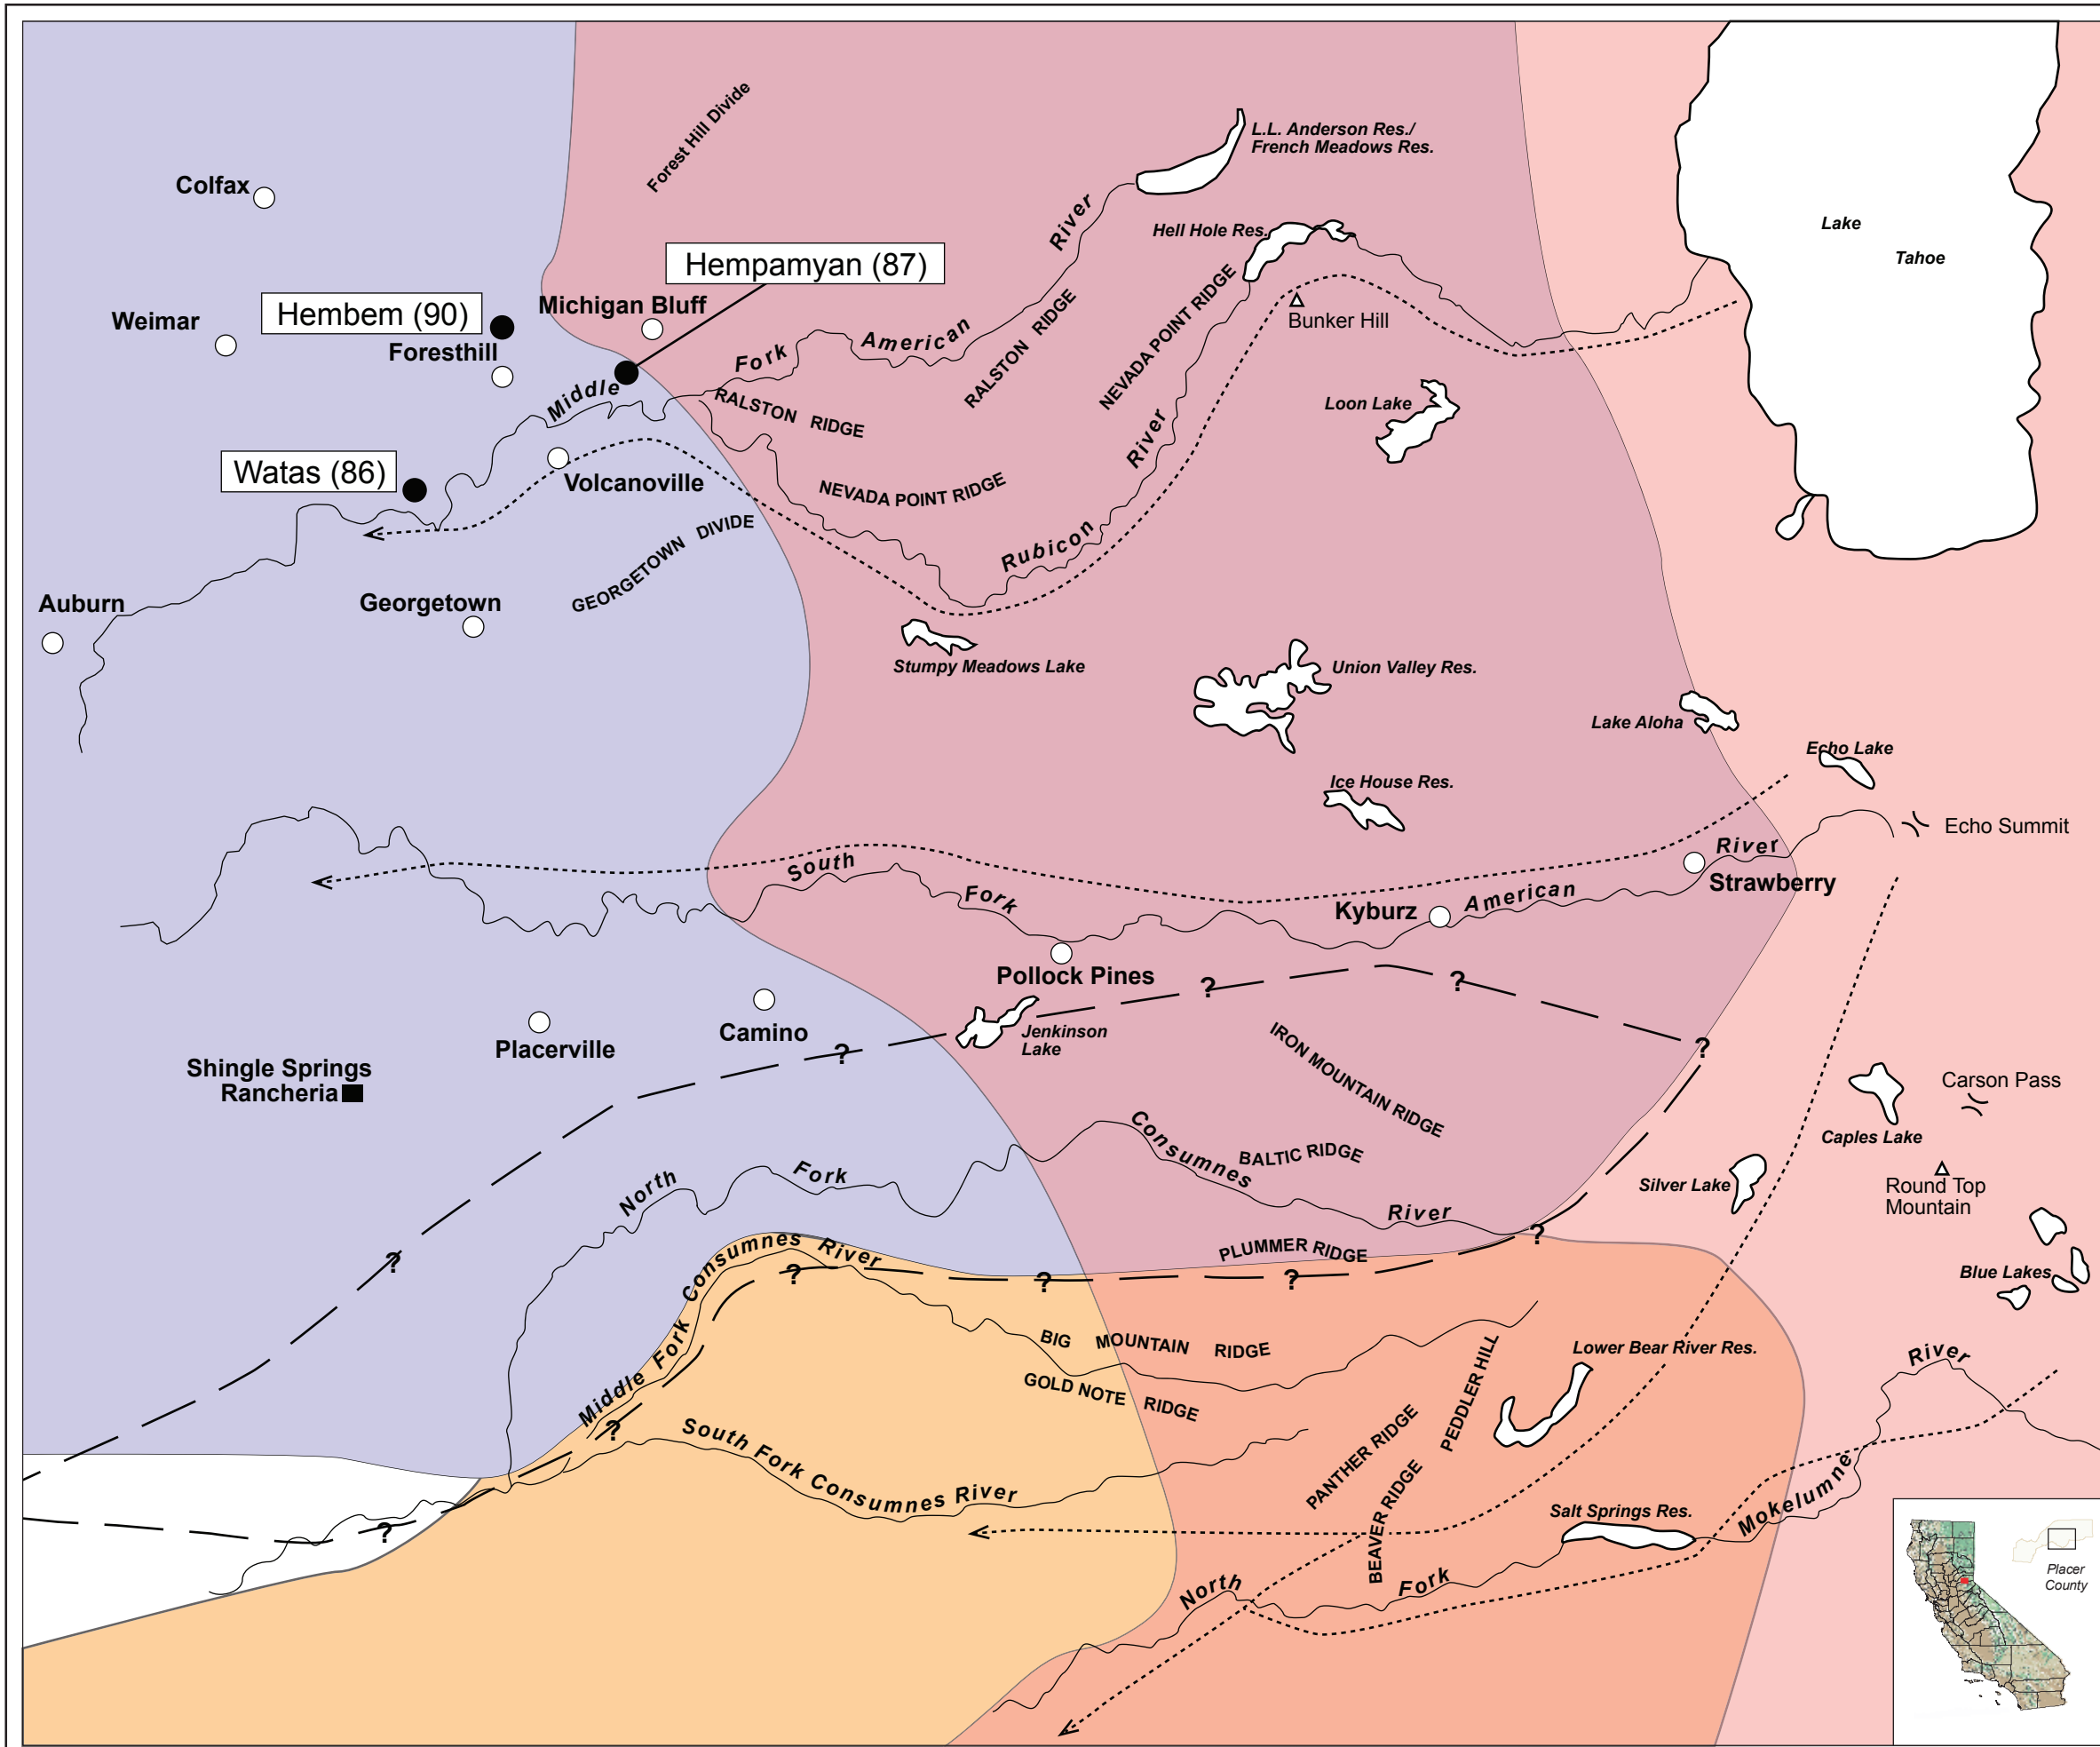 Forest Hill Divide
L.L. Anderson Res./
French Meadows Res.
Colfax
River
Hell Hole Res.
Lake
Tahoe
Hempamyan (87)
Hembem (90)
Michigan Bluff
Weimar
Foresthill
Bunker Hill
RALSTON RIDGE
NEVADA POINT RIDGE
Middle Fork American
RALSTON RIDGE
Loon Lake
River
Watas (86)
Volcanoville
NEVADA POINT RIDGE
GEORGETOWN DIVIDE
Rubicon
Auburn
Georgetown
Stumpy Meadows Lake
Union Valley Res.
Lake Aloha
Echo Lake
Ice House Res.
Echo Summit
South Fork American River
Strawberry
Kyburz
Pollock Pines
?
?
Jenkinson
Lake
Camino
Placerville
?
?
Shingle Springs
Rancheria
IRON MOUNTAIN RIDGE
Caples Lake
Carson Pass
Round Top
Mountain
BALTIC RIDGE
Silver Lake
North Fork Consumnes River
?
?
PLUMMER RIDGE
Blue Lakes
Middle Fork Consumnes River
?
?
?
BIG MOUNTAIN RIDGE
GOLD NOTE RIDGE
PEDDLER HILL
Lower Bear River Res.
River
?
South Fork Consumnes River
PANTHER RIDGE
BEAVER RIDGE
Salt Springs Res.
Mokelumne
?
North Fork
Placer
County